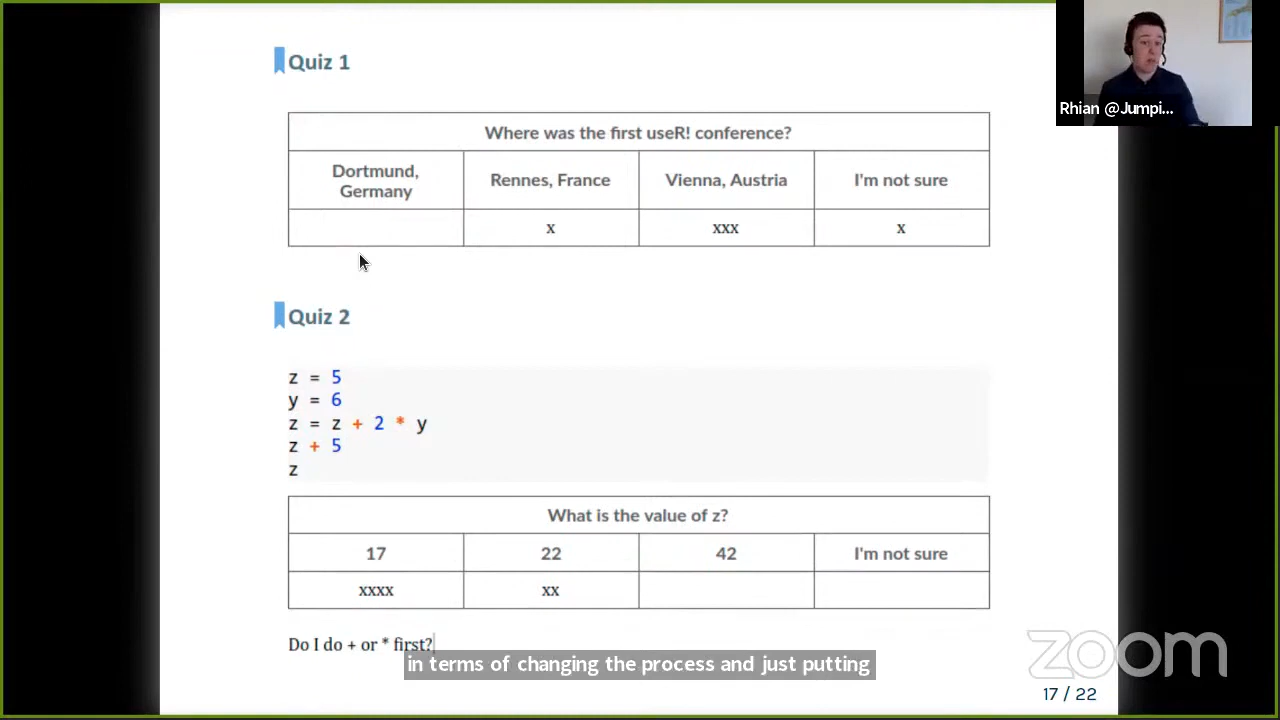 Quiz 1
Rhian @Jumpi...
Where was the first useR! conference?
Dortmund,
Germany
Rennes, France
Vienna, Austria
I'm not sure
x
xxx
x
Quiz 2
z = 5
y = 6
z = z + 2 * y
z + 5
z
What is the value of z?
17
22
42
I'm not sure
xxxx
xx
Do I do + or * first?
in terms of changing the process and just putting
zoom
17 / 22